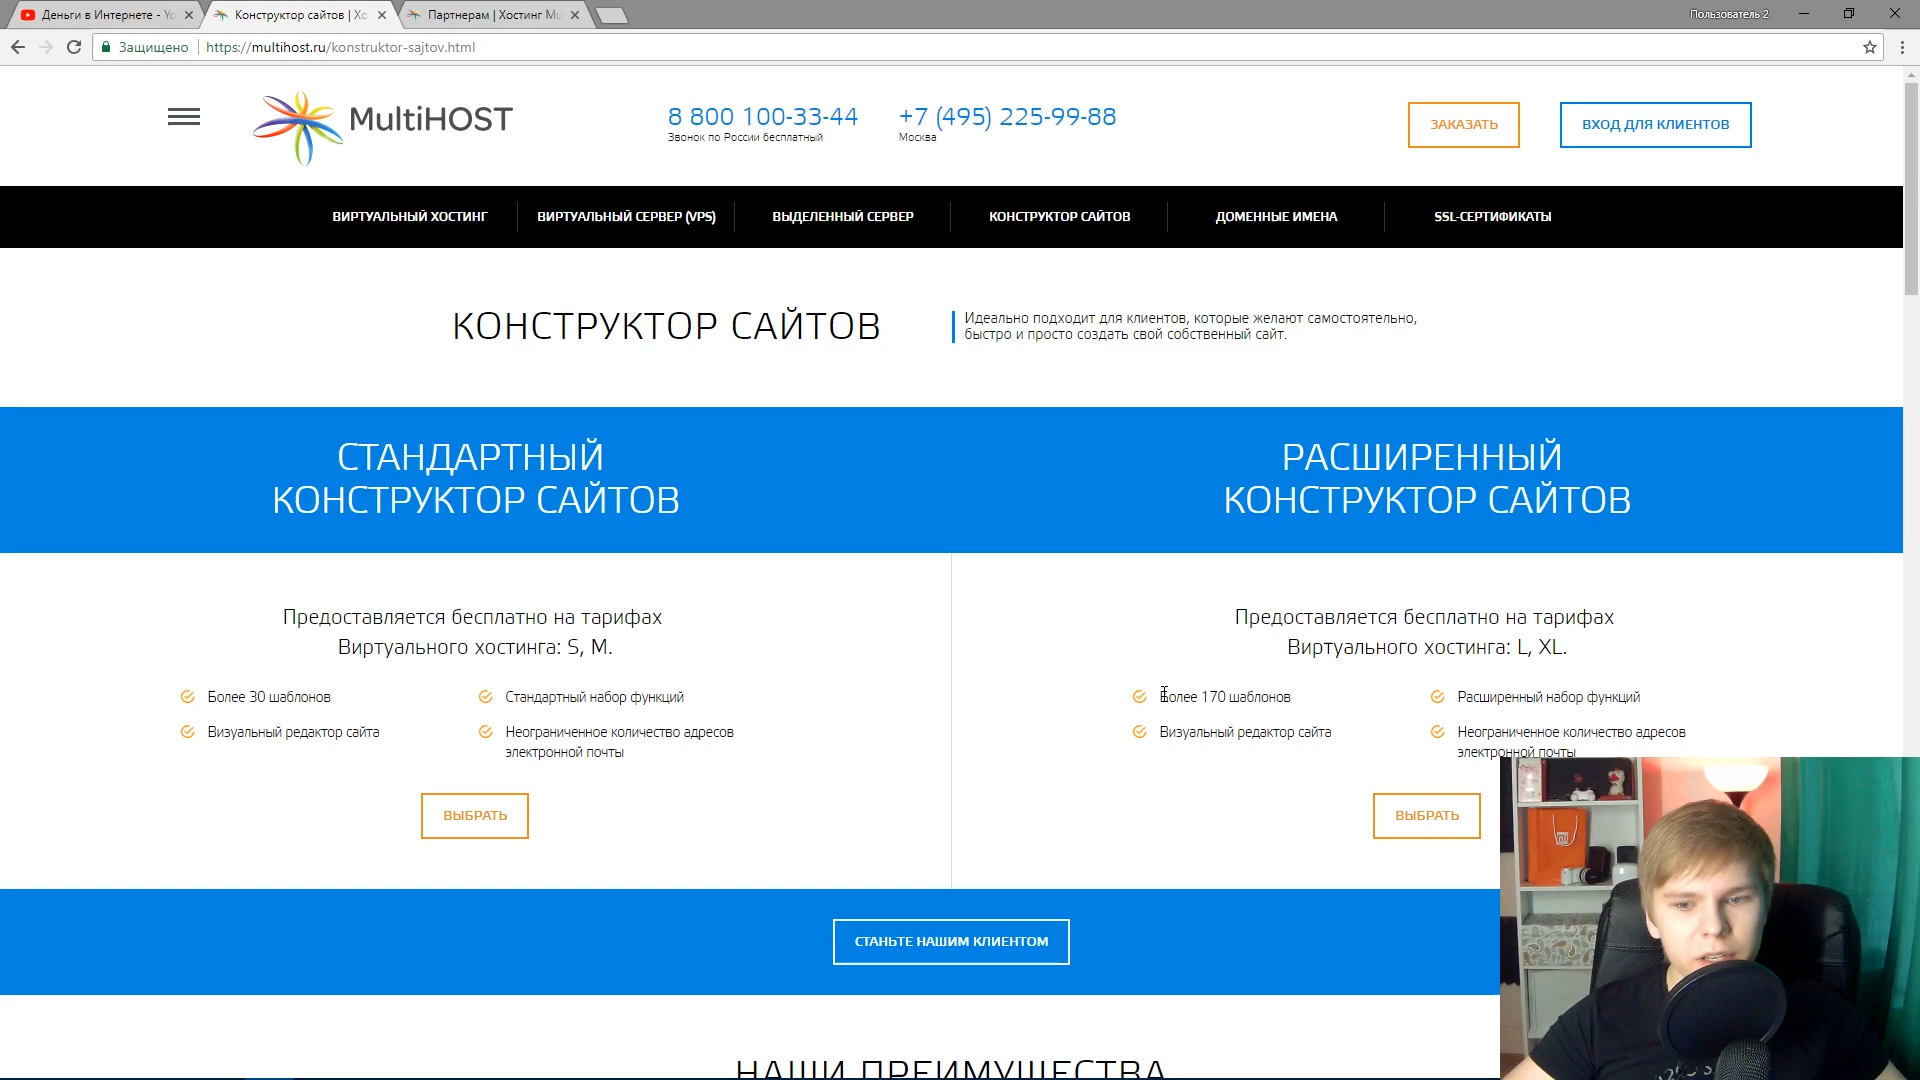 Деньги в Интернете - Yo
Конструктор сайтов | Хо
Партнерам | Хостинг Mu
Пользователь 2
Защищено
https://multihost.ru/konstruktor-sajtov.html
MultiHOST
8 800 100-33-44
Звонок по России бесплатный
+7 (495) 225-99-88
Москва
ЗАКАЗАТЬ
ВХОД ДЛЯ КЛИЕНТОВ
ВИРТУАЛЬНЫЙ ХОСТИНГ
ВИРТУАЛЬНЫЙ СЕРВЕР (VPS)
ВЫДЕЛЕННЫЙ СЕРВЕР
КОНСТРУКТОР САЙТОВ
ДОМЕННЫЕ ИМЕНА
SSL-СЕРТИФИКАТЫ
КОНСТРУКТОР САЙТОВ
Идеально подходит для клиентов, которые желают самостоятельно,
быстро и просто создать свой собственный сайт.
СТАНДАРТНЫЙ
КОНСТРУКТОР САЙТОВ
Предоставляется бесплатно на тарифах
Виртуального хостинга: S, M.
Более 30 шаблонов
Стандартный набор функций
Визуальный редактор сайта
Неограниченное количество адресов
электронной почты
ВЫБРАТЬ
РАСШИРЕННЫЙ
КОНСТРУКТОР САЙТОВ
Предоставляется бесплатно на тарифах
Виртуального хостинга: L, XL.
Более 170 шаблонов
Расширенный набор функций
Визуальный редактор сайта
Неограниченное количество адресов
электронной почты
ВЫБРАТЬ
СТАНЬТЕ НАШИМ КЛИЕНТОМ
НАШИ ПРЕИМУЩЕСТВА